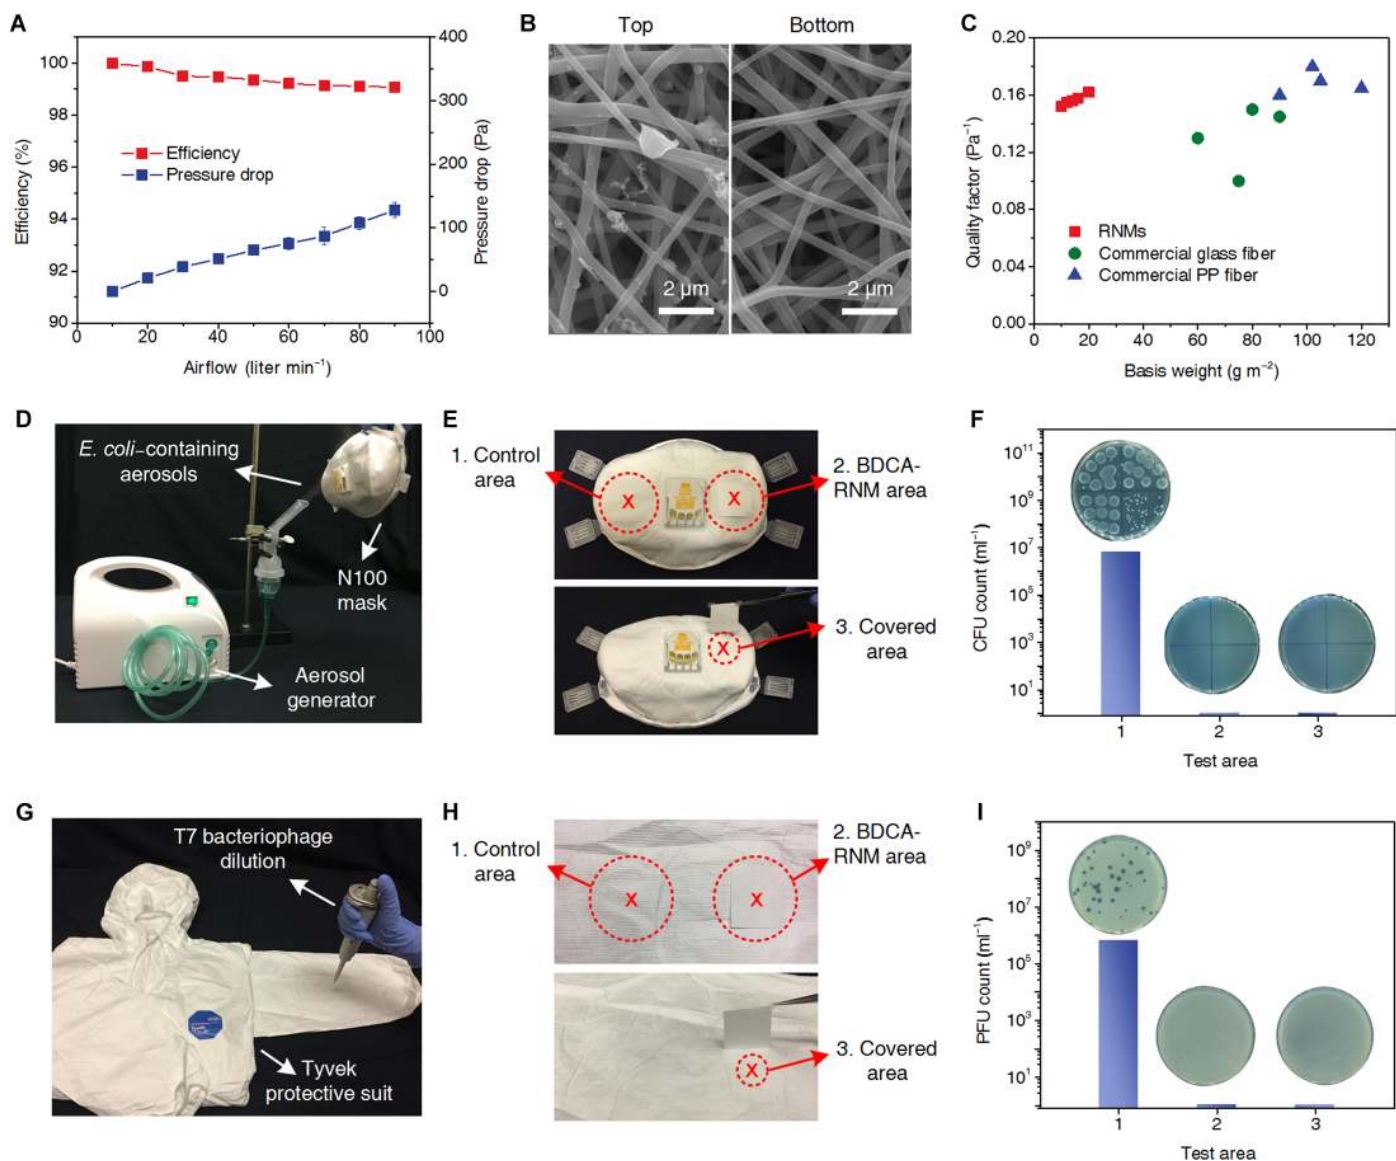 A
100
98
96
94
92
90
Efficiency (%)
400
300
200
100
0
Pressure drop (Pa)
Efficiency
Pressure drop
0
20
40
60
80
100
Airflow (liter min⁻¹)
B
Top
Bottom
2 µm
2 µm
C
0.20
0.16
0.12
0.08
0.04
0.00
Quality factor (Pa⁻¹)
RNMs
Commercial glass fiber
Commercial PP fiber
0
20
40
60
80
100
120
Basis weight (g m⁻²)
D
E. coli–containing
aerosols
N100
mask
Aerosol
generator
E
1. Control
area
2. BDCA-
RNM area
X
X
3. Covered
area
X
F
10¹¹
10⁹
10⁷
10⁵
10³
10¹
CFU count (ml⁻¹)
1
2
3
Test area
G
T7 bacteriophage
dilution
Tyvek
protective suit
H
1. Control
area
2. BDCA-
RNM area
X
X
3. Covered
area
X
I
10⁹
10⁷
10⁵
10³
10¹
PFU count (ml⁻¹)
1
2
3
Test area